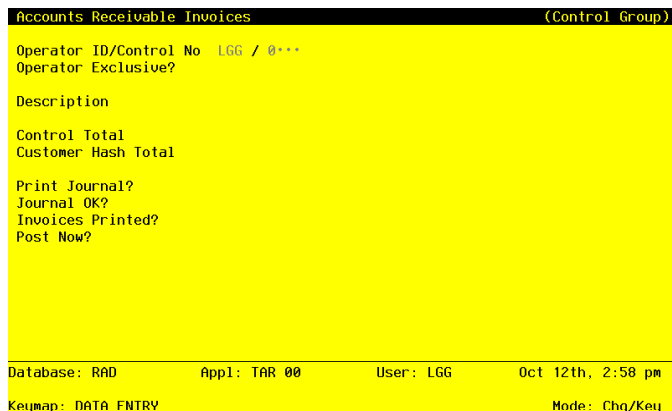 Accounts Receivable Invoices (Control Group)
Operator ID/Control No LGG / 0···
Operator Exclusive?
Description
Control Total
Customer Hash Total
Print Journal?
Journal OK?
Invoices Printed?
Post Now?
Database: RAD Appl: TAR 00 User: LGG Oct 12th, 2:58 pm
Keymap: DATA ENTRY Mode: Chg/Key